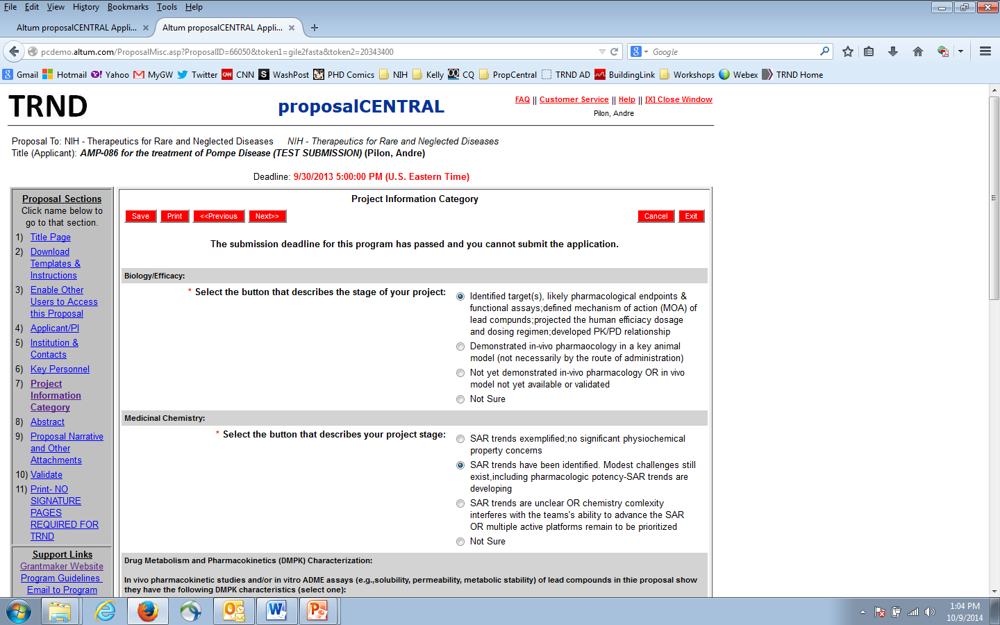 File Edit View History Bookmarks Tools Help
Altum proposalCENTRAL Appli... Altum proposalCENTRAL Appli...
pcdemo.altum.com/ProposalMisc.asp?ProposalID=66050&token1=gile2fasta&token2=20343400 Google
Gmail Hotmail Yahoo MyGW Twitter CNN WashPost PHD Comics NIH Kelly CQ PropCentral TRND AD BuildingLink Workshops Webex TRND Home
TRND
proposalCENTRAL
FAQ || Customer Service || Help || [X] Close Window
Pilon, Andre
Proposal To: NIH - Therapeutics for Rare and Neglected Diseases NIH - Therapeutics for Rare and Neglected Diseases
Title (Applicant): AMP-086 for the treatment of Pompe Disease (TEST SUBMISSION) (Pilon, Andre)
Deadline: 9/30/2013 5:00:00 PM (U.S. Eastern Time)
Proposal Sections
Click name below to
go to that section.
1) Title Page
2) Download
Templates &
Instructions
3) Enable Other
Users to Access
this Proposal
4) Applicant/PI
5) Institution &
Contacts
6) Key Personnel
7) Project
Information
Category
8) Abstract
9) Proposal Narrative
and Other
Attachments
10) Validate
11) Print- NO
SIGNATURE
PAGES
REQUIRED FOR
TRND
Support Links
Grantmaker Website
Program Guidelines
Email to Program
Project Information Category
Save Print <<Previous Next>> Cancel Exit
The submission deadline for this program has passed and you cannot submit the application.
Biology/Efficacy:
* Select the button that describes the stage of your project:
Identified target(s), likely pharmacological endpoints &
functional assays;defined mechanism of action (MOA) of
lead compunds;projected the human efficiacy dosage
and dosing regimen;developed PK/PD relationship
Demonstrated in-vivo pharmaocology in a key animal
model (not necessarily by the route of administration)
Not yet demonstrated in-vivo pharmacology OR in vivo
model not yet available or validated
Not Sure
Medicinal Chemistry:
* Select the button that describes your project stage:
SAR trends exemplified;no significant physiochemical
property concerns
SAR trends have been identified. Modest challenges still
exist,including pharmacologic potency-SAR trends are
developing
SAR trends are unclear OR chemistry comlexity
interferes with the teams's ability to advance the SAR
OR multiple active platforms remain to be prioritized
Not Sure
Drug Metabolism and Pharmacokinetics (DMPK) Characterization:
In vivo pharmacokinetic studies and/or in vitro ADME assays (e.g.,solubility, permeability, metabolic stability) of lead compounds in thie proposal show
they have the following DMPK characteristics (select one):
1:04 PM
10/9/2014